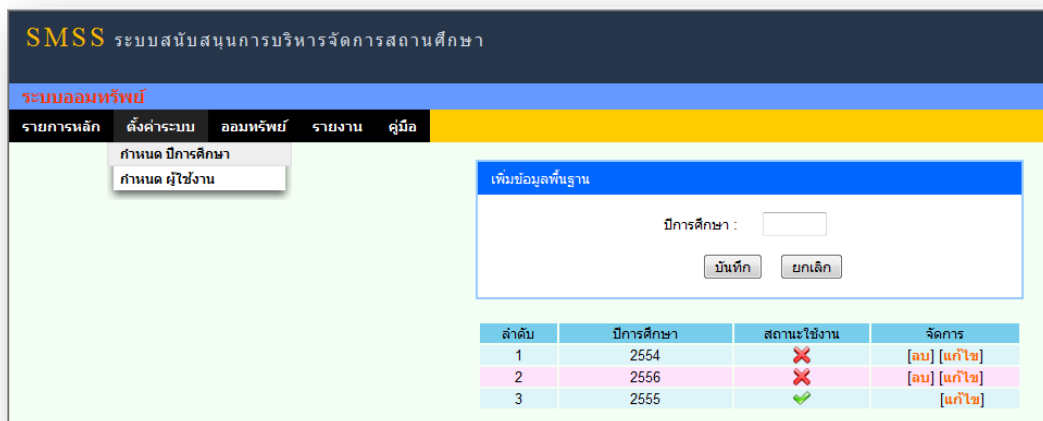 SMSS ระบบสนับสนุนการบริหารจัดการสถานศึกษา
ระบบออมทรัพย์
รายการหลัก ตั้งค่าระบบ ออมทรัพย์ รายงาน คู่มือ
กำหนด ปีการศึกษา
กำหนด ผู้ใช้งาน
เพิ่มข้อมูลพื้นฐาน
ปีการศึกษา :
บันทึก ยกเลิก
ลำดับ ปีการศึกษา สถานะใช้งาน จัดการ
1 2554 [ลบ] [แก้ไข]
2 2556 [ลบ] [แก้ไข]
3 2555 [แก้ไข]